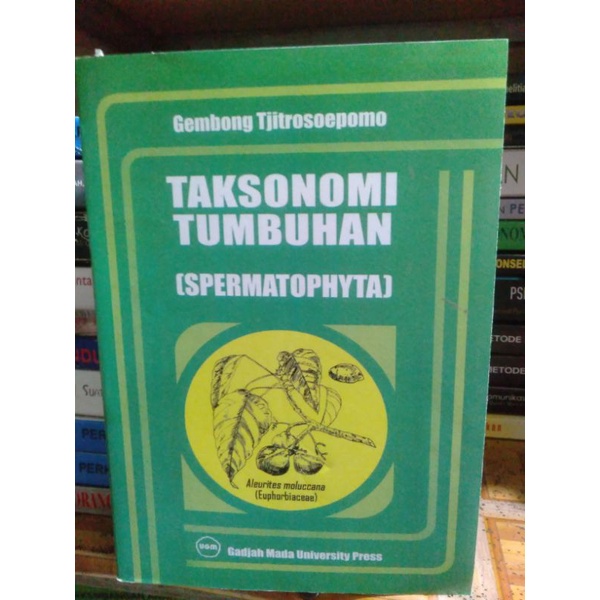 Gembong Tjitrosoepomo
TAKSONOMI
TUMBUHAN
(SPERMATOPHYTA)
Aleurites moluccana
(Euphorbiaceae)
Gadjah Mada University Press